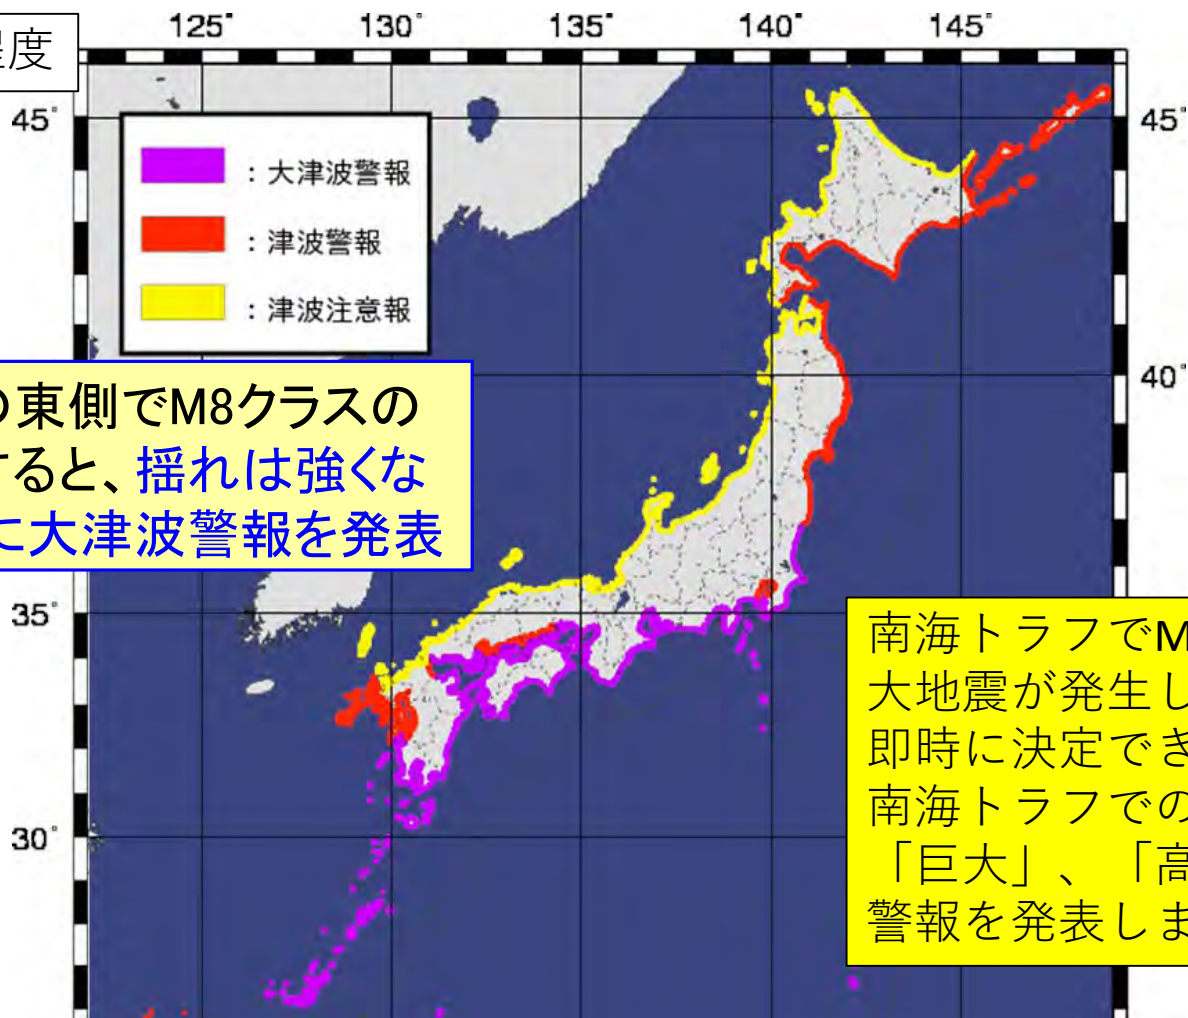 程度
125° 130° 135° 140° 145°
45° 45°
：大津波警報
：津波警報
：津波注意報
40°
の東側でM8クラスの
すると、揺れは強くな
に大津波警報を発表
35°
南海トラフでM
大地震が発生し
即時に決定でき
南海トラフでの
「巨大」、「高
警報を発表しま
30°